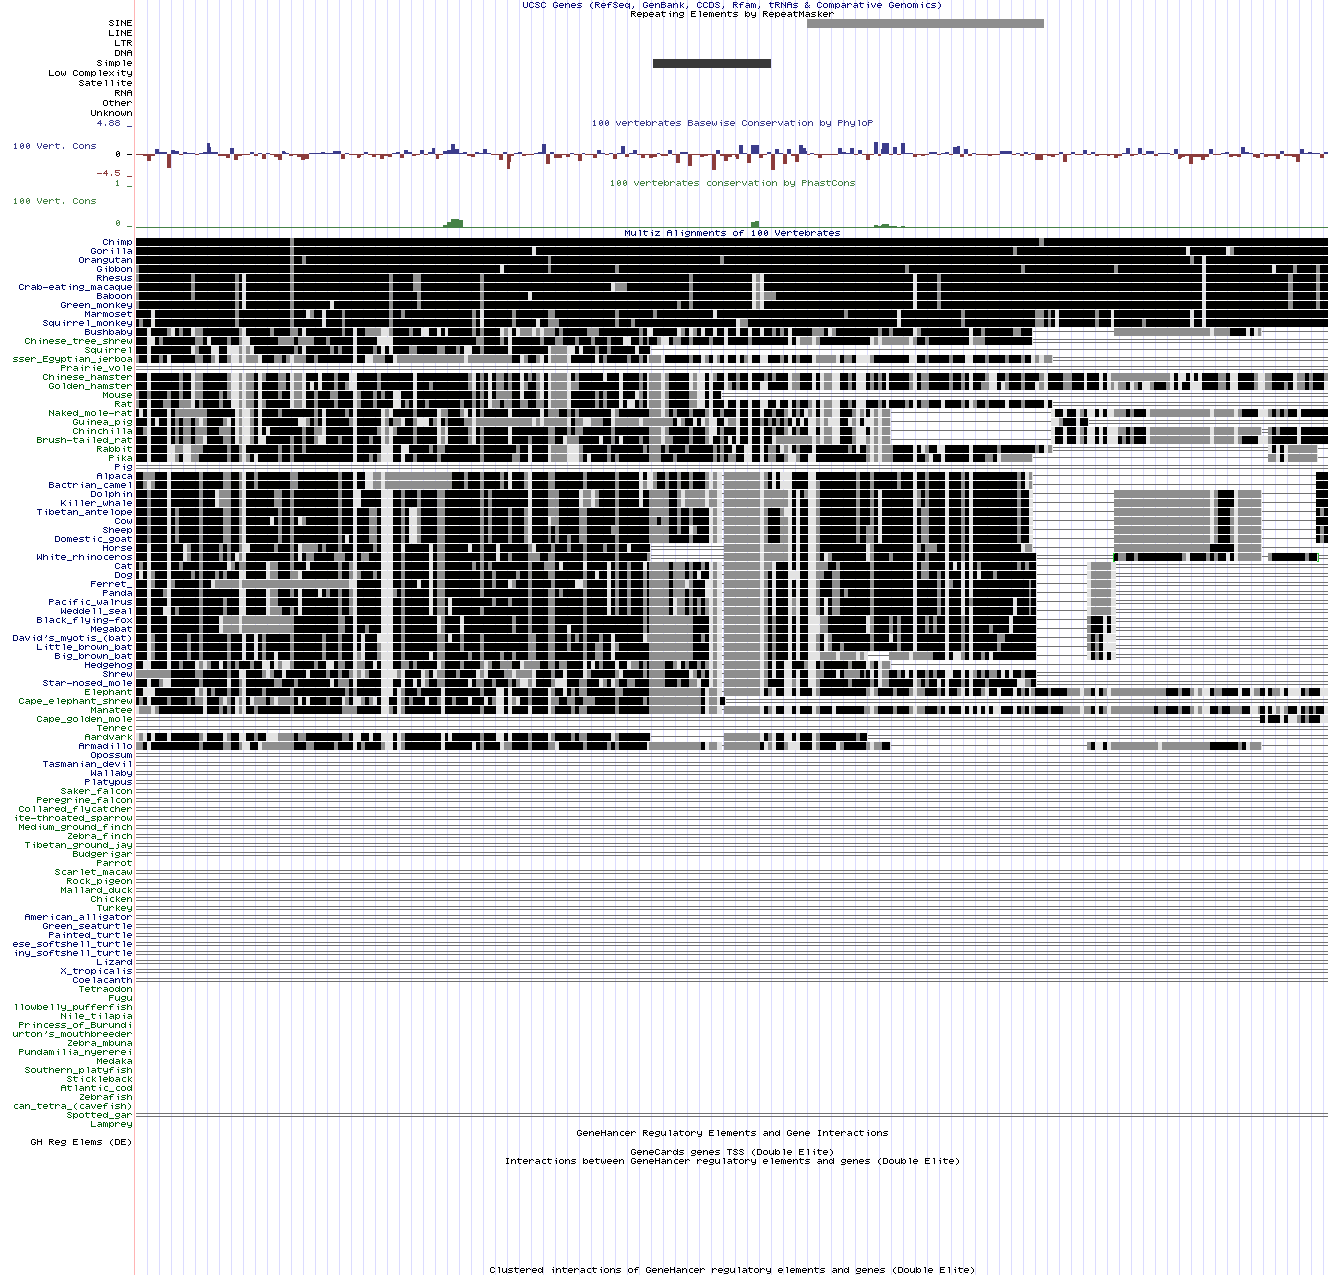 UCSC Genes (RefSeq, GenBank, CCDS, Rfam, tRNAs & Comparative Genomics)
Repeating Elements by RepeatMasker
SINE
LINE
LTR
DNA
Simple
Low Complexity
Satellite
RNA
Other
Unknown
4.88 _
100 vertebrates Basewise Conservation by PhyloP
100 Vert. Cons
0 _
-4.5 _
1 _
100 vertebrates conservation by PhastCons
100 Vert. Cons
0 _
Multiz Alignments of 100 Vertebrates
Chimp
Gorilla
Orangutan
Gibbon
Rhesus
Crab-eating_macaque
Baboon
Green_monkey
Marmoset
Squirrel_monkey
Bushbaby
Chinese_tree_shrew
Squirrel
sser_Egyptian_jerboa
Prairie_vole
Chinese_hamster
Golden_hamster
Mouse
Rat
Naked_mole-rat
Guinea_pig
Chinchilla
Brush-tailed_rat
Rabbit
Pika
Pig
Alpaca
Bactrian_camel
Dolphin
Killer_whale
Tibetan_antelope
Cow
Sheep
Domestic_goat
Horse
White_rhinoceros
Cat
Dog
Ferret_
Panda
Pacific_walrus
Weddell_seal
Black_flying-fox
Megabat
David's_myotis_(bat)
Little_brown_bat
Big_brown_bat
Hedgehog
Shrew
Star-nosed_mole
Elephant
Cape_elephant_shrew
Manatee
Cape_golden_mole
Tenrec
Aardvark
Armadillo
Opossum
Tasmanian_devil
Wallaby
Platypus
Saker_falcon
Peregrine_falcon
Collared_flycatcher
ite-throated_sparrow
Medium_ground_finch
Zebra_finch
Tibetan_ground_jay
Budgerigar
Parrot
Scarlet_macaw
Rock_pigeon
Mallard_duck
Chicken
Turkey
American_alligator
Green_seaturtle
Painted_turtle
ese_softshell_turtle
iny_softshell_turtle
Lizard
X_tropicalis
Coelacanth
Tetraodon
Fugu
llowbelly_pufferfish
Nile_tilapia
Princess_of_Burundi
urton's_mouthbreeder
Zebra_mbuna
Pundamilia_nyererei
Medaka
Southern_platyfish
Stickleback
Atlantic_cod
Zebrafish
can_tetra_(cavefish)
Spotted_gar
Lamprey
GeneHancer Regulatory Elements and Gene Interactions
GH Reg Elems (DE)
GeneCards genes TSS (Double Elite)
Interactions between GeneHancer regulatory elements and genes (Double Elite)
Clustered interactions of GeneHancer regulatory elements and genes (Double Elite)